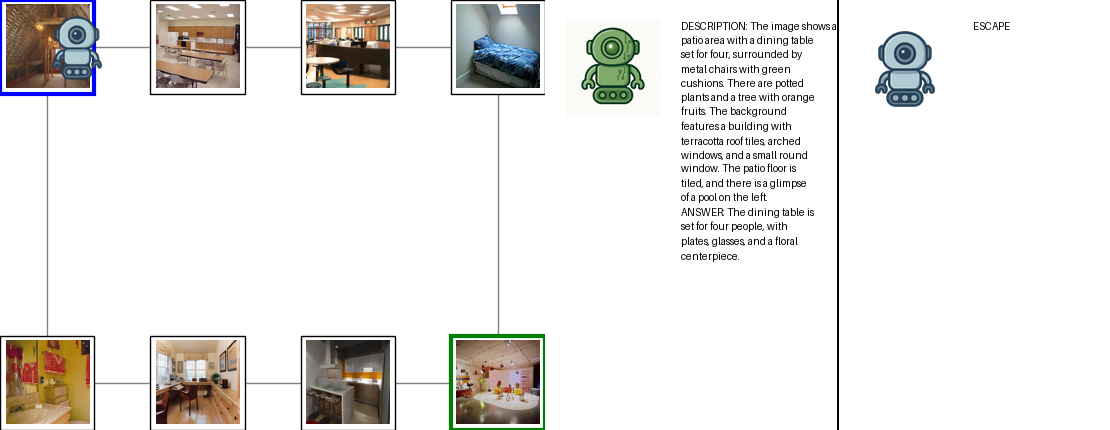 DESCRIPTION: The image shows a
patio area with a dining table
set for four, surrounded by
metal chairs with green
cushions. There are potted
plants and a tree with orange
fruits. The background
features a building with
terracotta roof tiles, arched
windows, and a small round
window. The patio floor is
tiled, and there is a glimpse
of a pool on the left.
ANSWER: The dining table is
set for four people, with
plates, glasses, and a floral
centerpiece.
ESCAPE